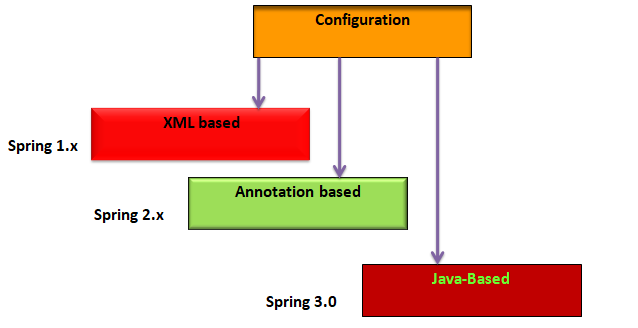 Configuration
XML based
Spring 1.x
Annotation based
Spring 2.x
Java-Based
Spring 3.0